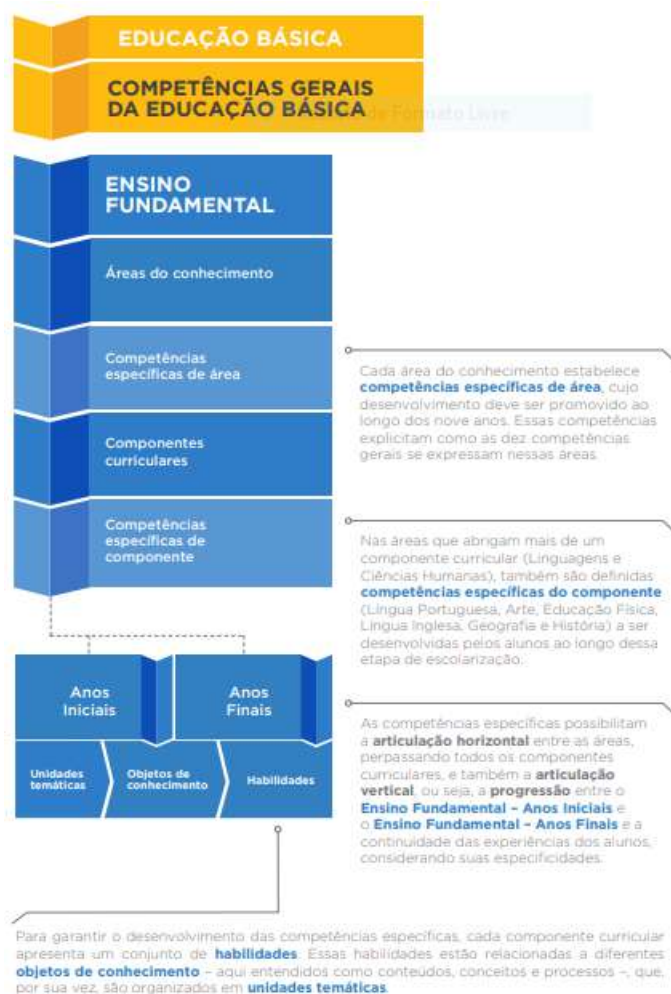 EDUCAÇÃO BÁSICA
COMPETÊNCIAS GERAIS
DA EDUCAÇÃO BÁSICA
de Formato Livre
ENSINO
FUNDAMENTAL
Áreas do conhecimento
Competências
específicas de área
Cada área do conhecimento estabelece
competências específicas de área, cujo
desenvolvimento deve ser promovido ao
longo dos nove anos. Essas competências
explicitam como as dez competências
gerais se expressam nessas áreas.
Componentes
curriculares
Competências
específicas de
componente
Nas áreas que abrigam mais de um
componente curricular (Linguagens e
Ciências Humanas), também são definidas
competências específicas do componente
(Língua Portuguesa, Arte, Educação Física,
Língua Inglesa, Geografia e História) a ser
desenvolvidas pelos alunos ao longo dessa
etapa de escolarização.
Anos
Iniciais
Anos
Finais
Unidades
temáticas
Objetos de
conhecimento
Habilidades
As competências específicas possibilitam
a articulação horizontal entre as áreas,
perpassando todos os componentes
curriculares, e também a articulação
vertical, ou seja, a progressão entre o
Ensino Fundamental – Anos Iniciais e
o Ensino Fundamental – Anos Finais e a
continuidade das experiências dos alunos,
considerando suas especificidades.
Para garantir o desenvolvimento das competências específicas, cada componente curricular
apresenta um conjunto de habilidades. Essas habilidades estão relacionadas a diferentes
objetos de conhecimento – aqui entendidos como conteúdos, conceitos e processos –, que,
por sua vez, são organizados em unidades temáticas.